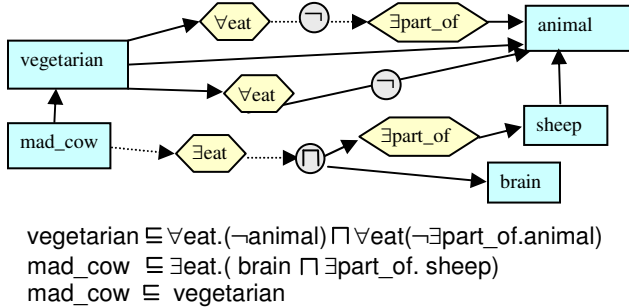 ∀eat ¬ ∃part_of animal
vegetarian
∀eat ¬
mad_cow ∃eat ⊓ ∃part_of sheep
brain
vegetarian ⊑ ∀eat.(¬animal) ⊓ ∀eat(¬∃part_of.animal)
mad_cow ⊑ ∃eat.( brain ⊓ ∃part_of. sheep)
mad_cow ⊑ vegetarian